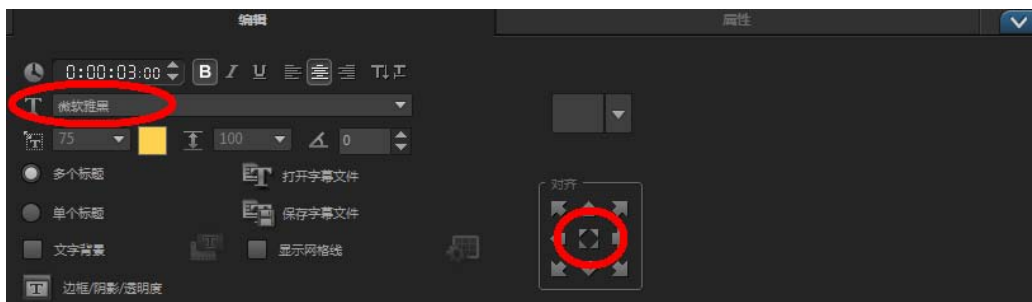 编辑
属性
0:00:03:00 B I U
T 微软雅黑
75 100 0
多个标题 打开字幕文件
对齐
单个标题 保存字幕文件
文字背景 显示网格线
T 边框/阴影/透明度